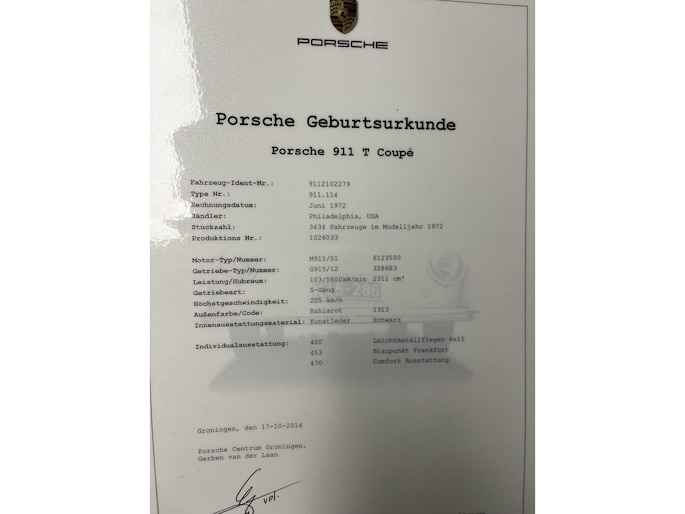 PORSCHE
Porsche Geburtsurkunde
Porsche 911 T Coupé
Fahrzeug-Ident-Nr.: 9112102279
Type Nr.: 911.114
Rechnungsdatum: Juni 1972
Händler: Philadelphia, USA
Stückzahl: 3434 Fahrzeuge im Modelljahr 1972
Produktions Nr.: 1026033
Motor-Typ/Nummer: M911/51 6123550
Getriebe-Typ/Nummer: G915/12 328683
Leistung/Hubraum: 103/5600kW/min 2311 cm³
Getriebeart: 5-Gang
Höchstgeschwindigkeit: 205 km/h
Außenfarbe/Code: Bahiarot 1313
Innenausstattungsmaterial: Kunstleder Schwarz
Individualausstattung: 400 Leichtmetallfelgen 6x15
453 Blaupunkt Frankfurt
470 Comfort Ausstattung
Groningen, den 17-10-2014
Porsche Centrum Groningen.
Gerben van der Laan
vpl.